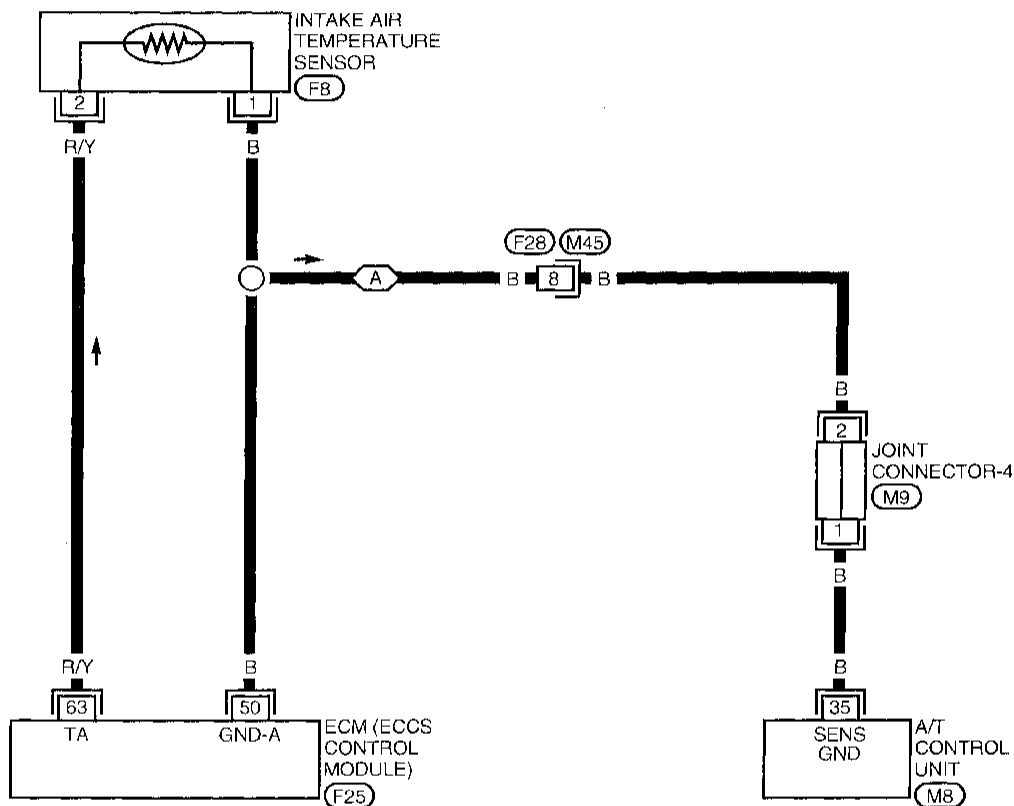 INTAKE AIR
TEMPERATURE
SENSOR
F8
2
1
R/Y
B
F28
M45
A
B
8
B
B
2
JOINT
CONNECTOR-4
M9
1
B
R/Y
B
B
63
50
35
TA
GND-A
ECM (ECCS
CONTROL
MODULE)
F25
SENS
GND
A/T
CONTROL
UNIT
M8